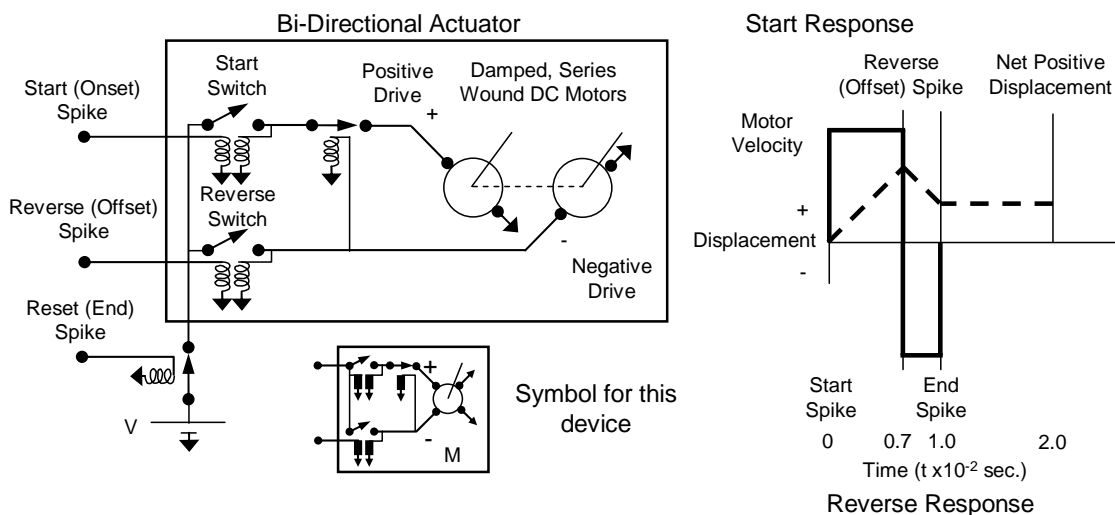 Bi-Directional Actuator
Start (Onset)
Spike
Start
Switch
Positive
Drive
+
Damped, Series
Wound DC Motors
Reverse (Offset)
Spike
Reverse
Switch
-
Negative
Drive
Reset (End)
Spike
V
+
-
M
Symbol for this
device
Start Response
Reverse
(Offset) Spike
Net Positive
Displacement
Motor
Velocity
+
Displacement
-
Start
Spike
End
Spike
0 0.7 1.0 2.0
Time (t x10-2 sec.)
Reverse Response